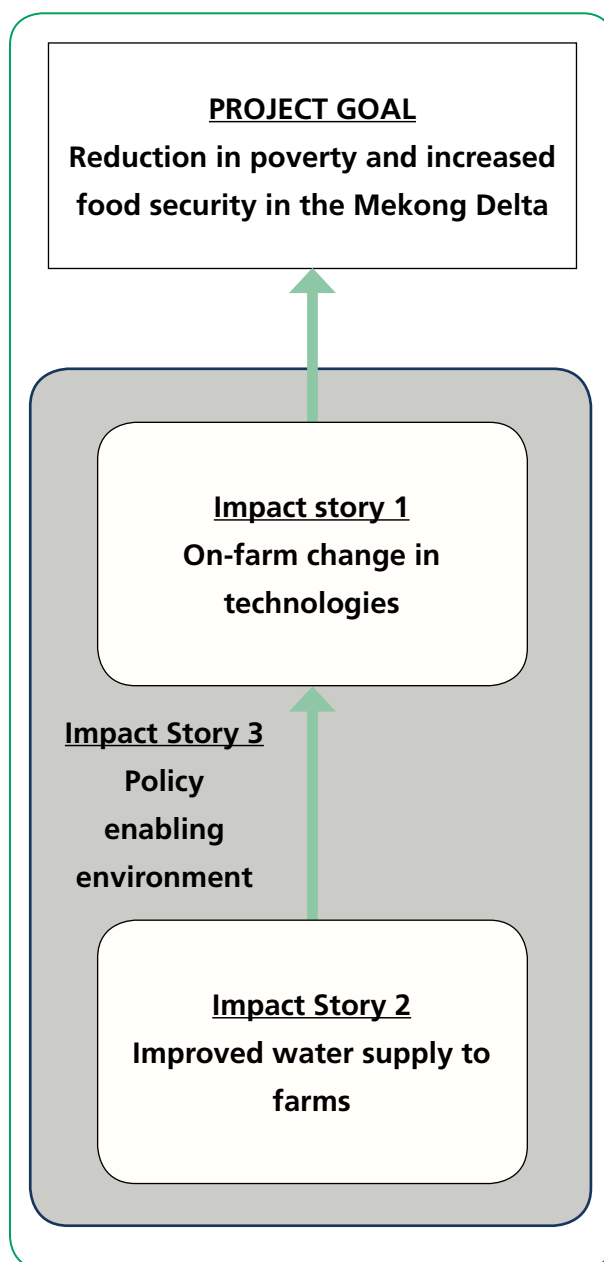 PROJECT GOAL
Reduction in poverty and increased
food security in the Mekong Delta
Impact story 1
On-farm change in
technologies
Impact Story 3
Policy
enabling
environment
Impact Story 2
Improved water supply to
farms